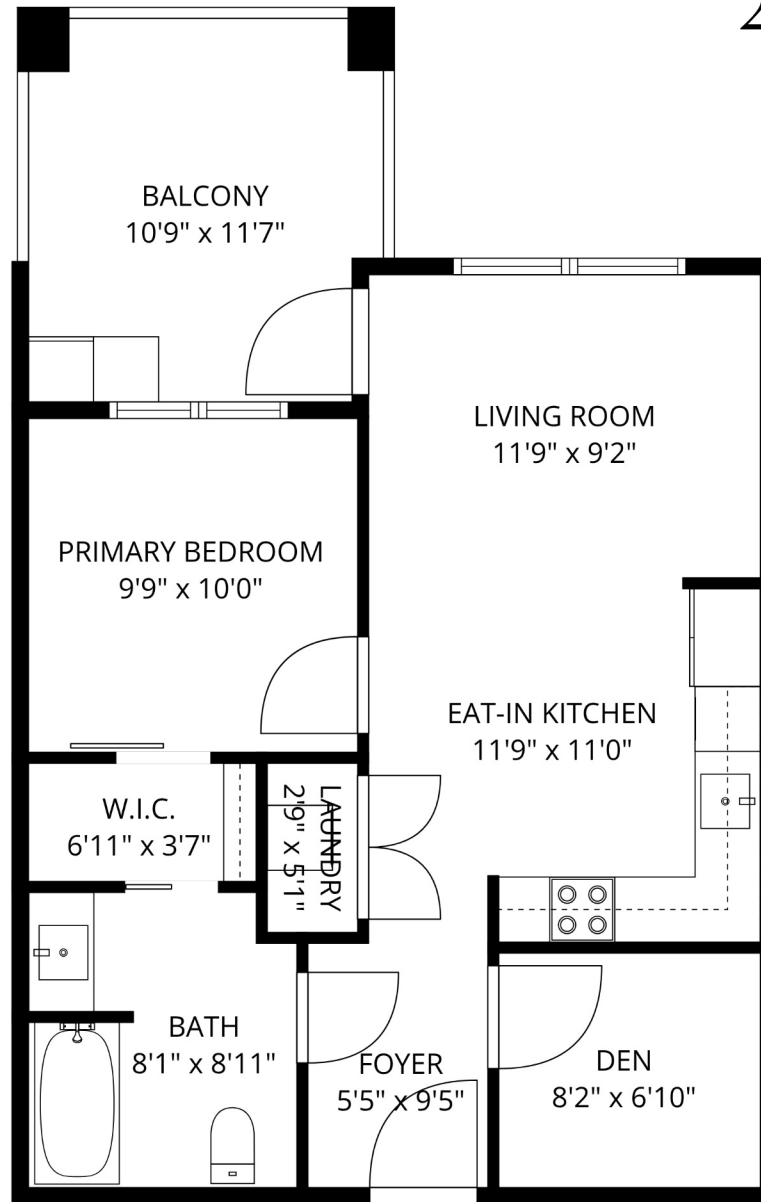 BALCONY
10'9" x 11'7"
LIVING ROOM
11'9" x 9'2"
PRIMARY BEDROOM
9'9" x 10'0"
EAT-IN KITCHEN
11'9" x 11'0"
W.I.C.
6'11" x 3'7"
LAUNDRY
2'9" x 5'1"
BATH
8'1" x 8'11"
FOYER
5'5" x 9'5"
DEN
8'2" x 6'10"